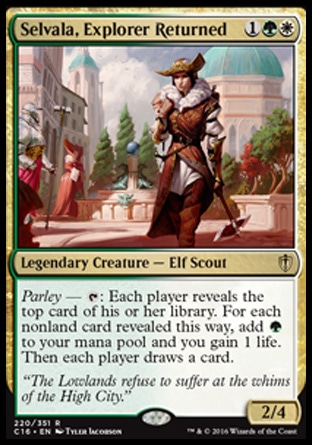 Selvala, Explorer Returned 1
Legendary Creature — Elf Scout
Parley — : Each player reveals the
top card of his or her library. For each
nonland card revealed this way, add
to your mana pool and you gain 1 life.
Then each player draws a card.
“The Lowlands refuse to suffer at the whims
of the High City.”
2/4
220/351 R
C16 • EN TYLER JACOBSON
™ & © 2016 Wizards of the Coast